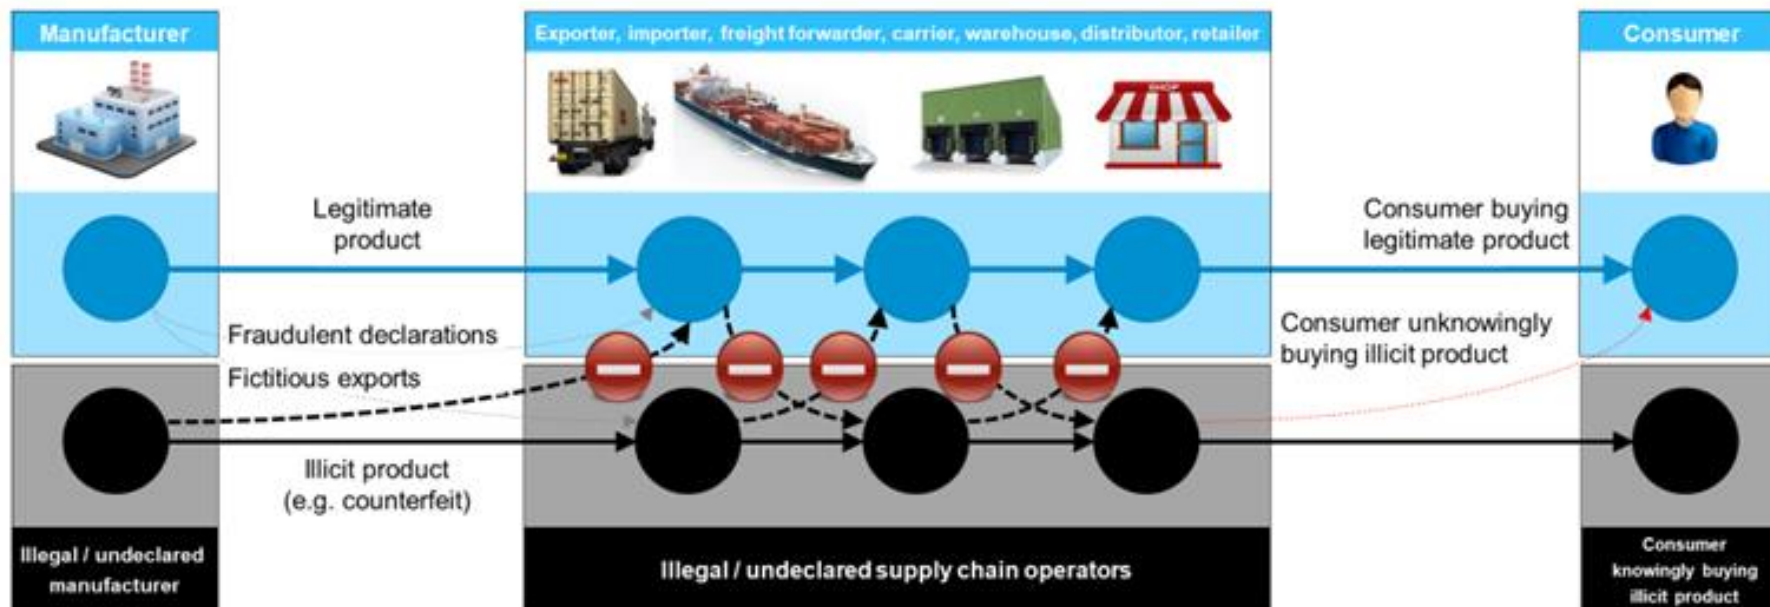 Manufacturer
Exporter, importer, freight forwarder, carrier, warehouse, distributor, retailer
Consumer
SHOP
Legitimate
product
Consumer buying
legitimate product
Fraudulent declarations
Fictitious exports
Consumer unknowingly
buying illicit product
Illicit product
(e.g. counterfeit)
Illegal / undeclared
manufacturer
Illegal / undeclared supply chain operators
Consumer
knowingly buying
illicit product